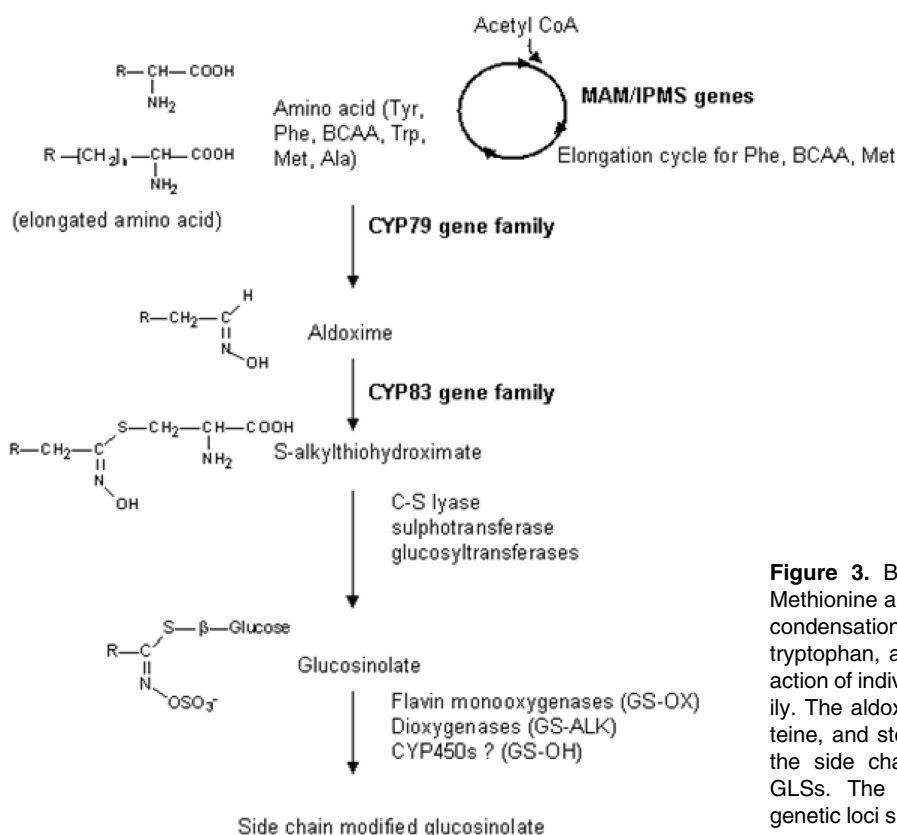 Acetyl CoA
MAM/IPMS genes
Elongation cycle for Phe, BCAA, Met
R—CH—COOH
NH2
Amino acid (Tyr,
Phe, BCAA, Trp,
Met, Ala)
R—[CH2]n—CH—COOH
NH2
(elongated amino acid)
CYP79 gene family
H
R—CH2—C
N
OH
Aldoxime
CYP83 gene family
S—CH2—CH—COOH
R—CH2—C
NH2
N
OH
S-alkylthiohydroximate
C-S lyase
sulphotransferase
glucosyltransferases
S—β—Glucose
R—C
N
OSO3-
Glucosinolate
Flavin monooxygenases (GS-OX)
Dioxygenases (GS-ALK)
CYP450s ? (GS-OH)
Side chain modified glucosinolate
Figure 3. B
Methionine a
condensation
tryptophan, a
action of indiv
ily. The aldox
teine, and ste
the side cha
GLSs. The
genetic loci s